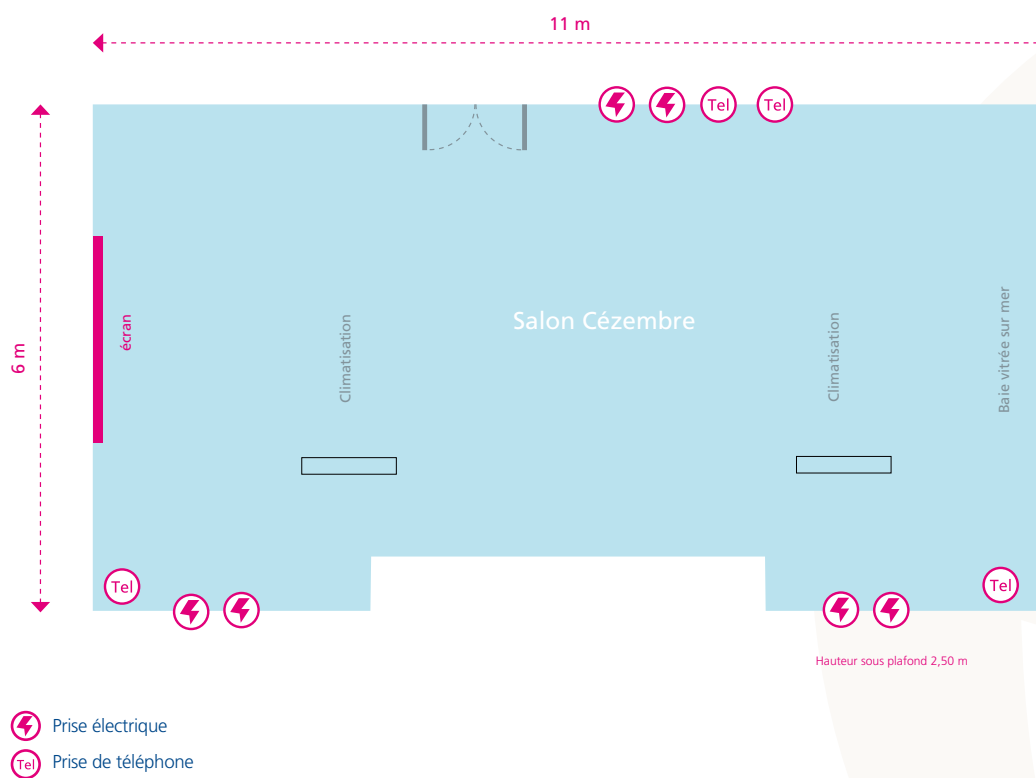 11 m
Tel
Tel
6 m
écran
Climatisation
Salon Cézembre
Climatisation
Baie vitrée sur mer
Tel
Tel
Hauteur sous plafond 2,50 m
Prise électrique
Tel Prise de téléphone